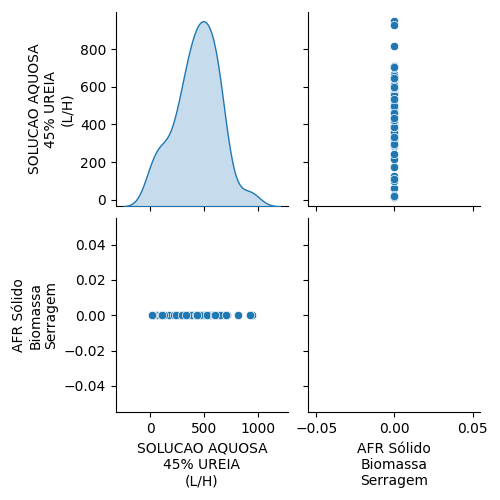 SOLUCAO AQUOSA
45% UREIA
(L/H)
800
600
400
200
0
AFR Sólido
Biomassa
Serragem
0.04
0.02
0.00
−0.02
−0.04
0
500
1000
SOLUCAO AQUOSA
45% UREIA
(L/H)
−0.05
0.00
0.05
AFR Sólido
Biomassa
Serragem